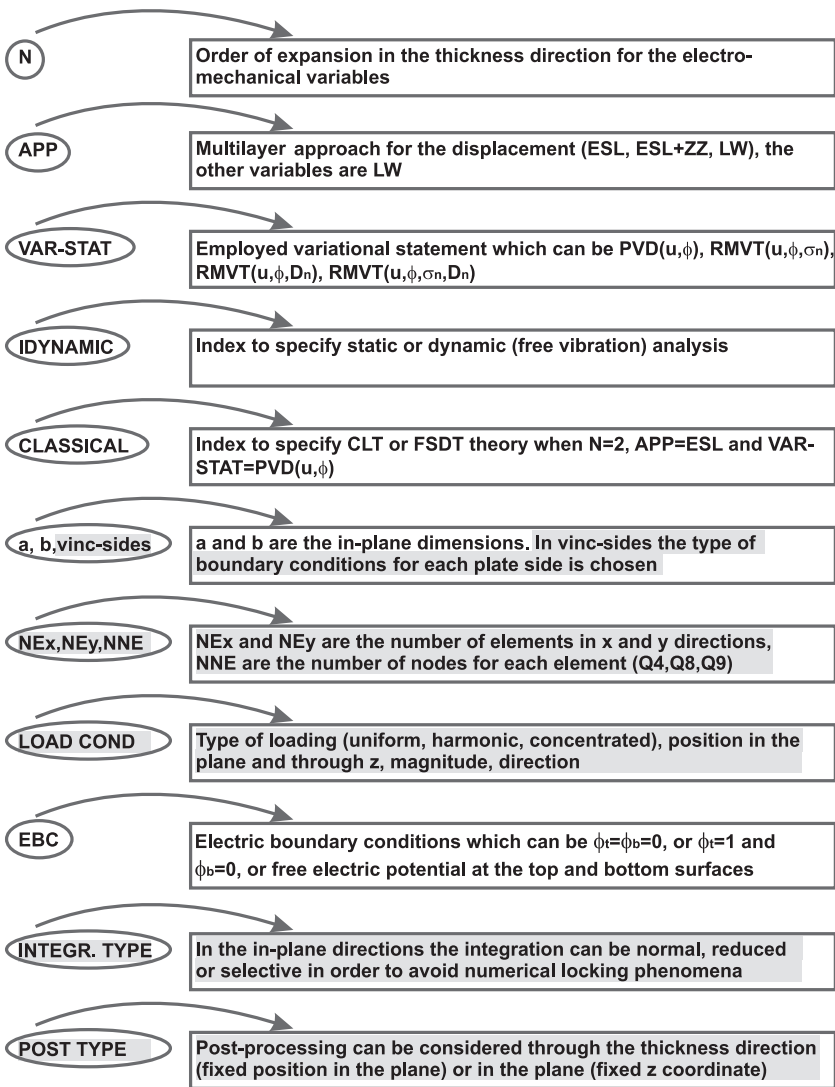 N
Order of expansion in the thickness direction for the electro-
mechanical variables
APP
Multilayer approach for the displacement (ESL, ESL+ZZ, LW), the
other variables are LW
VAR-STAT
Employed variational statement which can be PVD(u,ϕ), RMVT(u,ϕ,σn),
RMVT(u,ϕ,Dn), RMVT(u,ϕ,σn,Dn)
IDYNAMIC
Index to specify static or dynamic (free vibration) analysis
CLASSICAL
Index to specify CLT or FSDT theory when N=2, APP=ESL and VAR-
STAT=PVD(u,ϕ)
a, b,vinc-sides
a and b are the in-plane dimensions. In vinc-sides the type of
boundary conditions for each plate side is chosen
NEx,NEy,NNE
NEx and NEy are the number of elements in x and y directions,
NNE are the number of nodes for each element (Q4,Q8,Q9)
LOAD COND
Type of loading (uniform, harmonic, concentrated), position in the
plane and through z, magnitude, direction
EBC
Electric boundary conditions which can be ϕt=ϕb=0, or ϕt=1 and
ϕb=0, or free electric potential at the top and bottom surfaces
INTEGR. TYPE
In the in-plane directions the integration can be normal, reduced
or selective in order to avoid numerical locking phenomena
POST TYPE
Post-processing can be considered through the thickness direction
(fixed position in the plane) or in the plane (fixed z coordinate)